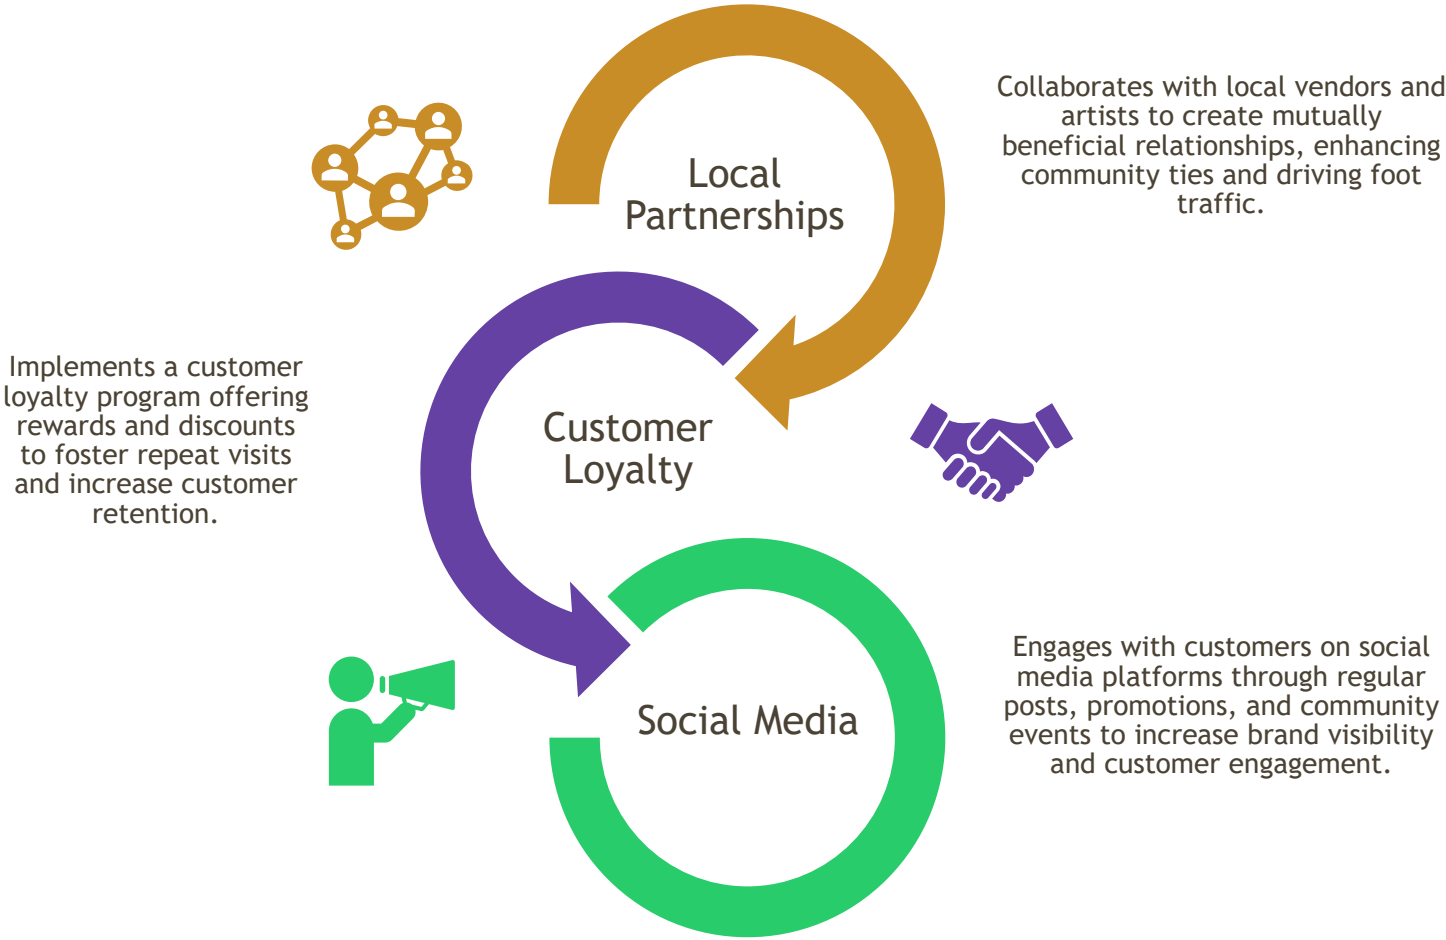 Local
Partnerships
Collaborates with local vendors and
artists to create mutually
beneficial relationships, enhancing
community ties and driving foot
traffic.
Customer
Loyalty
Implements a customer
loyalty program offering
rewards and discounts
to foster repeat visits
and increase customer
retention.
Social Media
Engages with customers on social
media platforms through regular
posts, promotions, and community
events to increase brand visibility
and customer engagement.